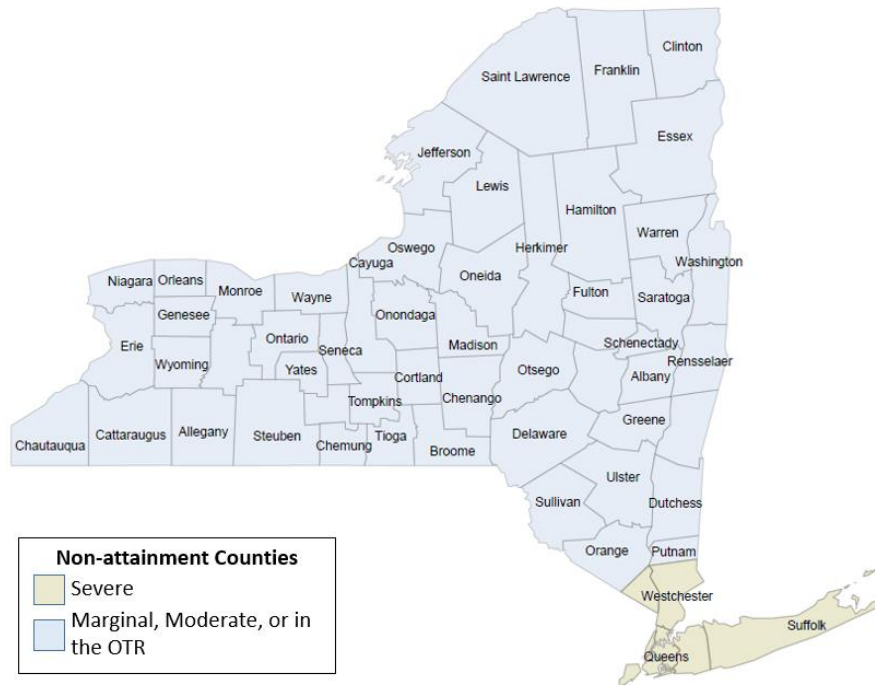 Clinton
Franklin
Saint Lawrence
Essex
Jefferson
Lewis
Hamilton
Warren
Oswego
Herkimer
Washington
Cayuga
Oneida
Niagara
Orleans
Monroe
Wayne
Fulton
Saratoga
Genesee
Onondaga
Ontario
Madison
Schenectady
Erie
Seneca
Wyoming
Yates
Rensselaer
Otsego
Albany
Cortland
Tompkins
Chenango
Greene
Cattaraugus
Allegany
Steuben
Tioga
Delaware
Chautauqua
Chemung
Broome
Ulster
Sullivan
Dutchess
Orange
Putnam
Westchester
Suffolk
Queens
Non-attainment Counties
Severe
Marginal, Moderate, or in
the OTR